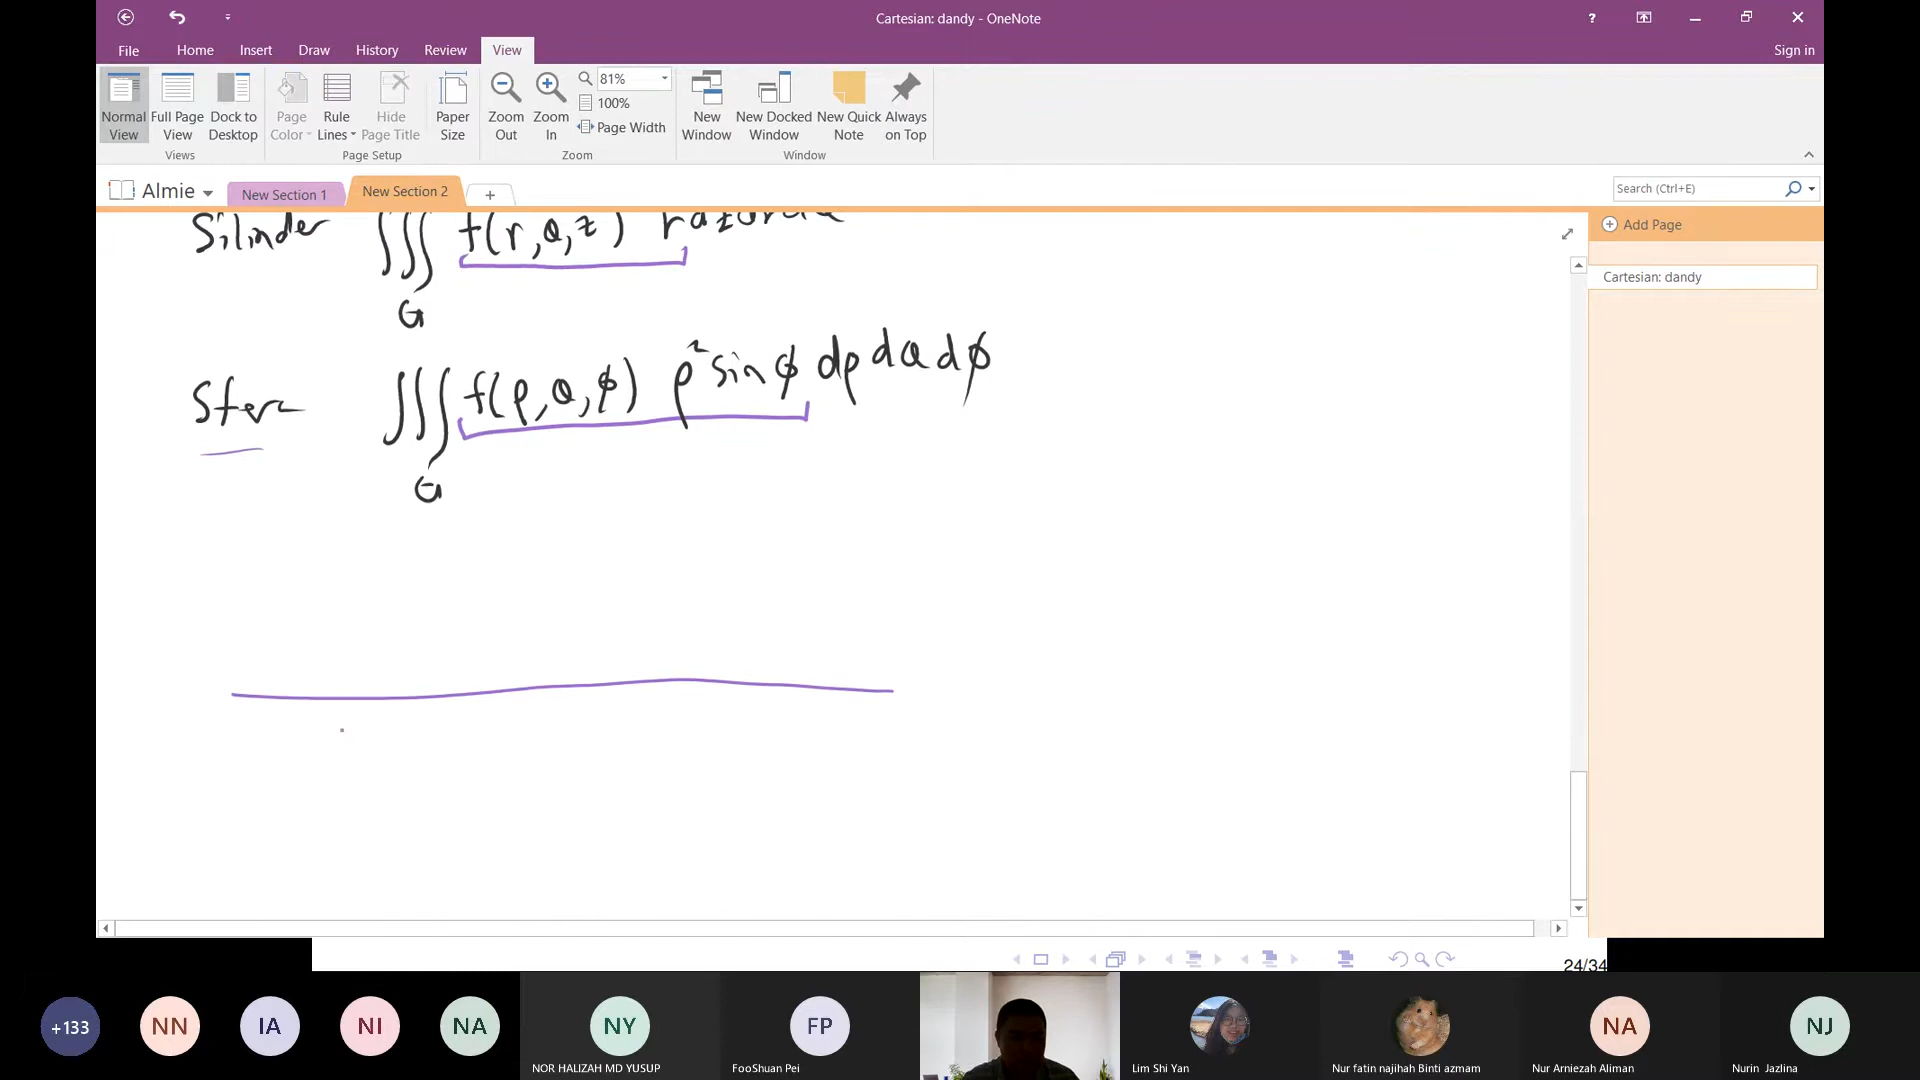 Cartesian: dandy - OneNote
File Home Insert Draw History Review View Sign in
Normal View Full Page View Dock to Desktop Page Color Rule Lines Hide Page Title Paper Size Zoom Out Zoom In 81% 100% Page Width New Window New Docked Window New Quick Note Always on Top
Views Page Setup Zoom Window
Almie New Section 1 New Section 2 + Search (Ctrl+E)
Add Page
Cartesian: dandy
Silinder ∭ f(r,θ,z) r dz dr dθ
G
Sfera ∭ f(ρ,θ,φ) ρ² sin φ dρ dθ dφ
G
24/34
+133 NN IA NI NA NY FP NA NJ
NOR HALIZAH MD YUSUP FooShuan Pei Lim Shi Yan Nur fatin najihah Binti azmam Nur Arniezah Aliman Nurin Jazlina